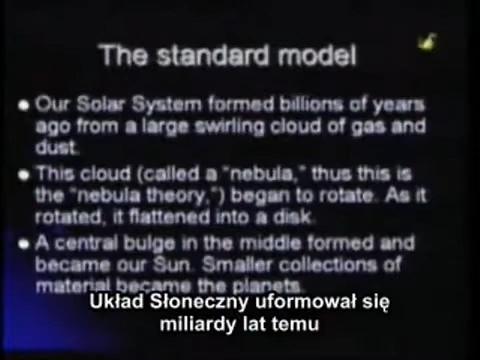 The standard model
Our Solar System formed billions of years
ago from a large swirling cloud of gas and
dust.
This cloud (called a "nebula," thus this is
the "nebula theory,") began to rotate. As it
rotated, it flattened into a disk.
A central bulge in the middle formed and
became our Sun. Smaller collections of
material became the planets.
Układ Słoneczny uformował się
miliardy lat temu